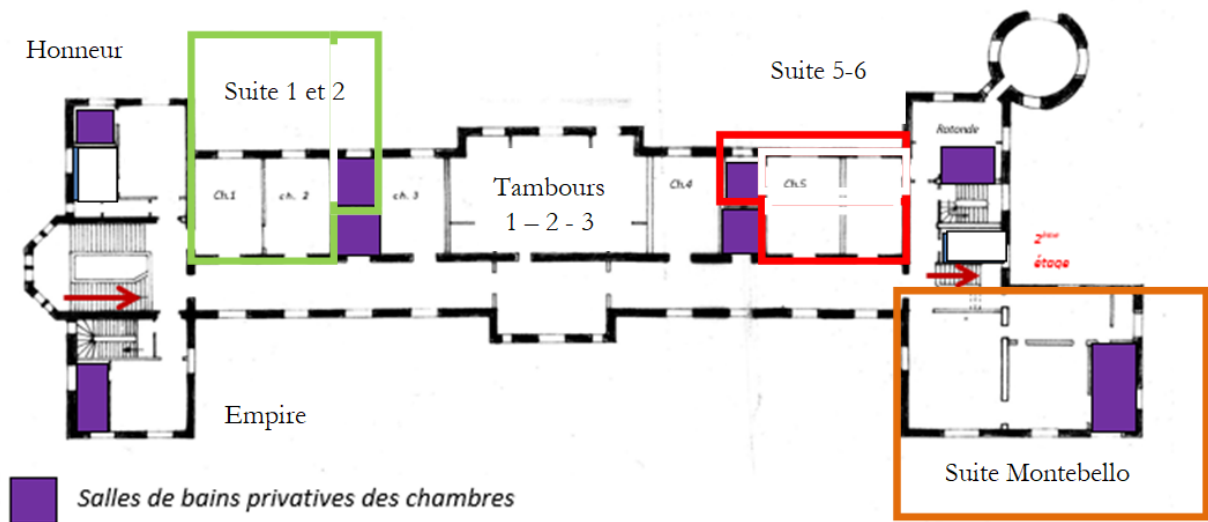 Honneur
Suite 1 et 2
Suite 5-6
Rotonde
Ch.1
ch. 2
ch. 3
Tambours
1 – 2 - 3
Ch.4
Ch.5
2ème
étage
Empire
Suite Montebello
Salles de bains privatives des chambres